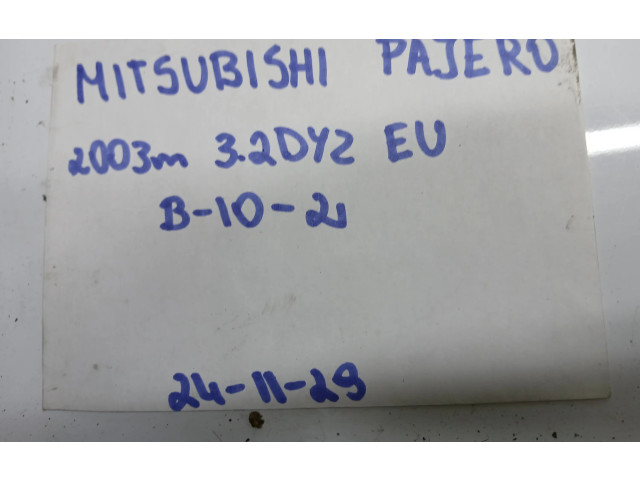 MITSUBISHI PAJERO
2003m 3.2DYZ EU
B-10-21
24-11-29